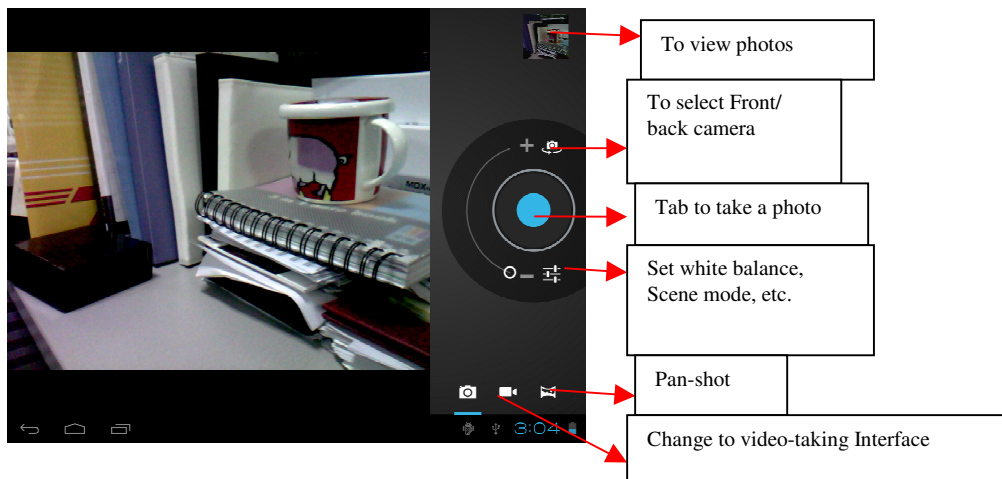 To view photos
To select Front/
back camera
Tab to take a photo
Set white balance,
Scene mode, etc.
Pan-shot
Change to video-taking Interface
MOX
3:04